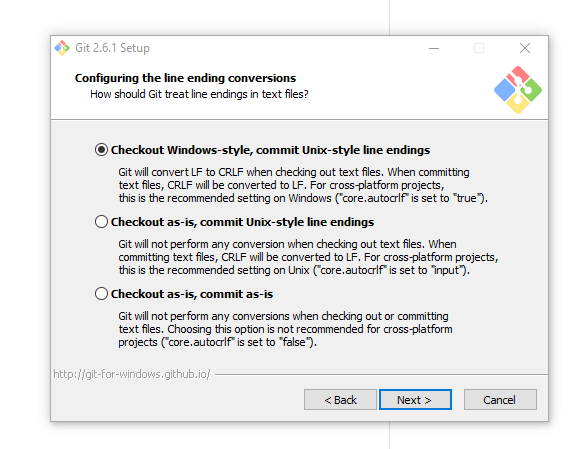 Git 2.6.1 Setup
Configuring the line ending conversions
How should Git treat line endings in text files?
Checkout Windows-style, commit Unix-style line endings
Git will convert LF to CRLF when checking out text files. When committing
text files, CRLF will be converted to LF. For cross-platform projects,
this is the recommended setting on Windows ("core.autocrlf" is set to "true").
Checkout as-is, commit Unix-style line endings
Git will not perform any conversion when checking out text files. When
committing text files, CRLF will be converted to LF. For cross-platform projects,
this is the recommended setting on Unix ("core.autocrlf" is set to "input").
Checkout as-is, commit as-is
Git will not perform any conversions when checking out or committing
text files. Choosing this option is not recommended for cross-platform
projects ("core.autocrlf" is set to "false").
http://git-for-windows.github.io/
< Back Next > Cancel